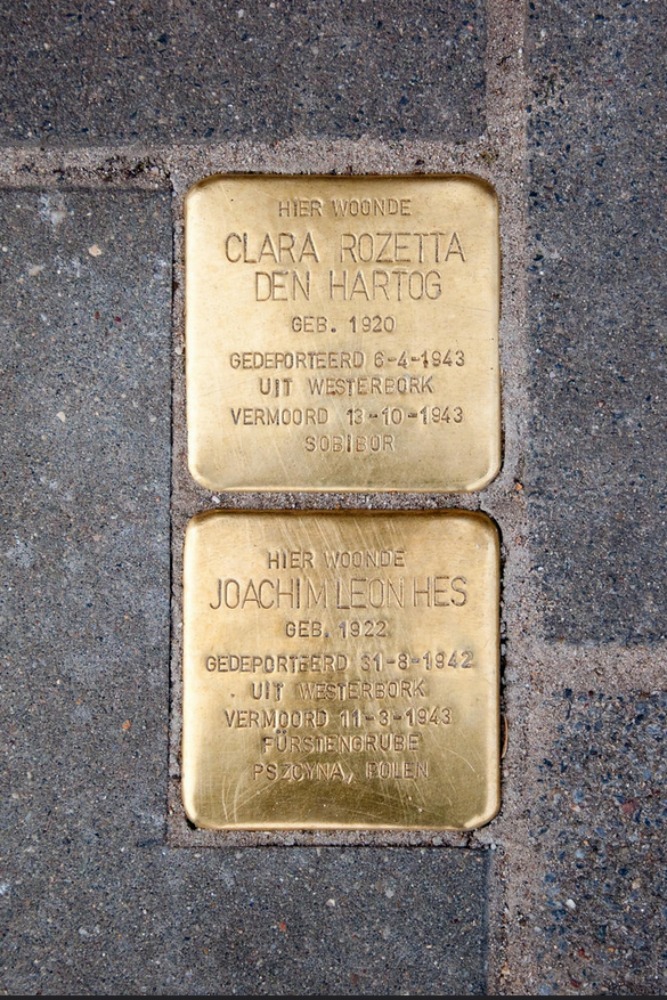 HIER WOONDE
CLARA ROZETTA
DEN HARTOG
GEB. 1920
GEDEPORTEERD 6-4-1943
UIT WESTERBORK
VERMOORD 13-10-1943
SOBIBOR
HIER WOONDE
JOACHIM LEON HES
GEB. 1922
GEDEPORTEERD 31-8-1942
UIT WESTERBORK
VERMOORD 11-3-1943
FÜRSTENGRUBE
PSZCYNA, POLEN